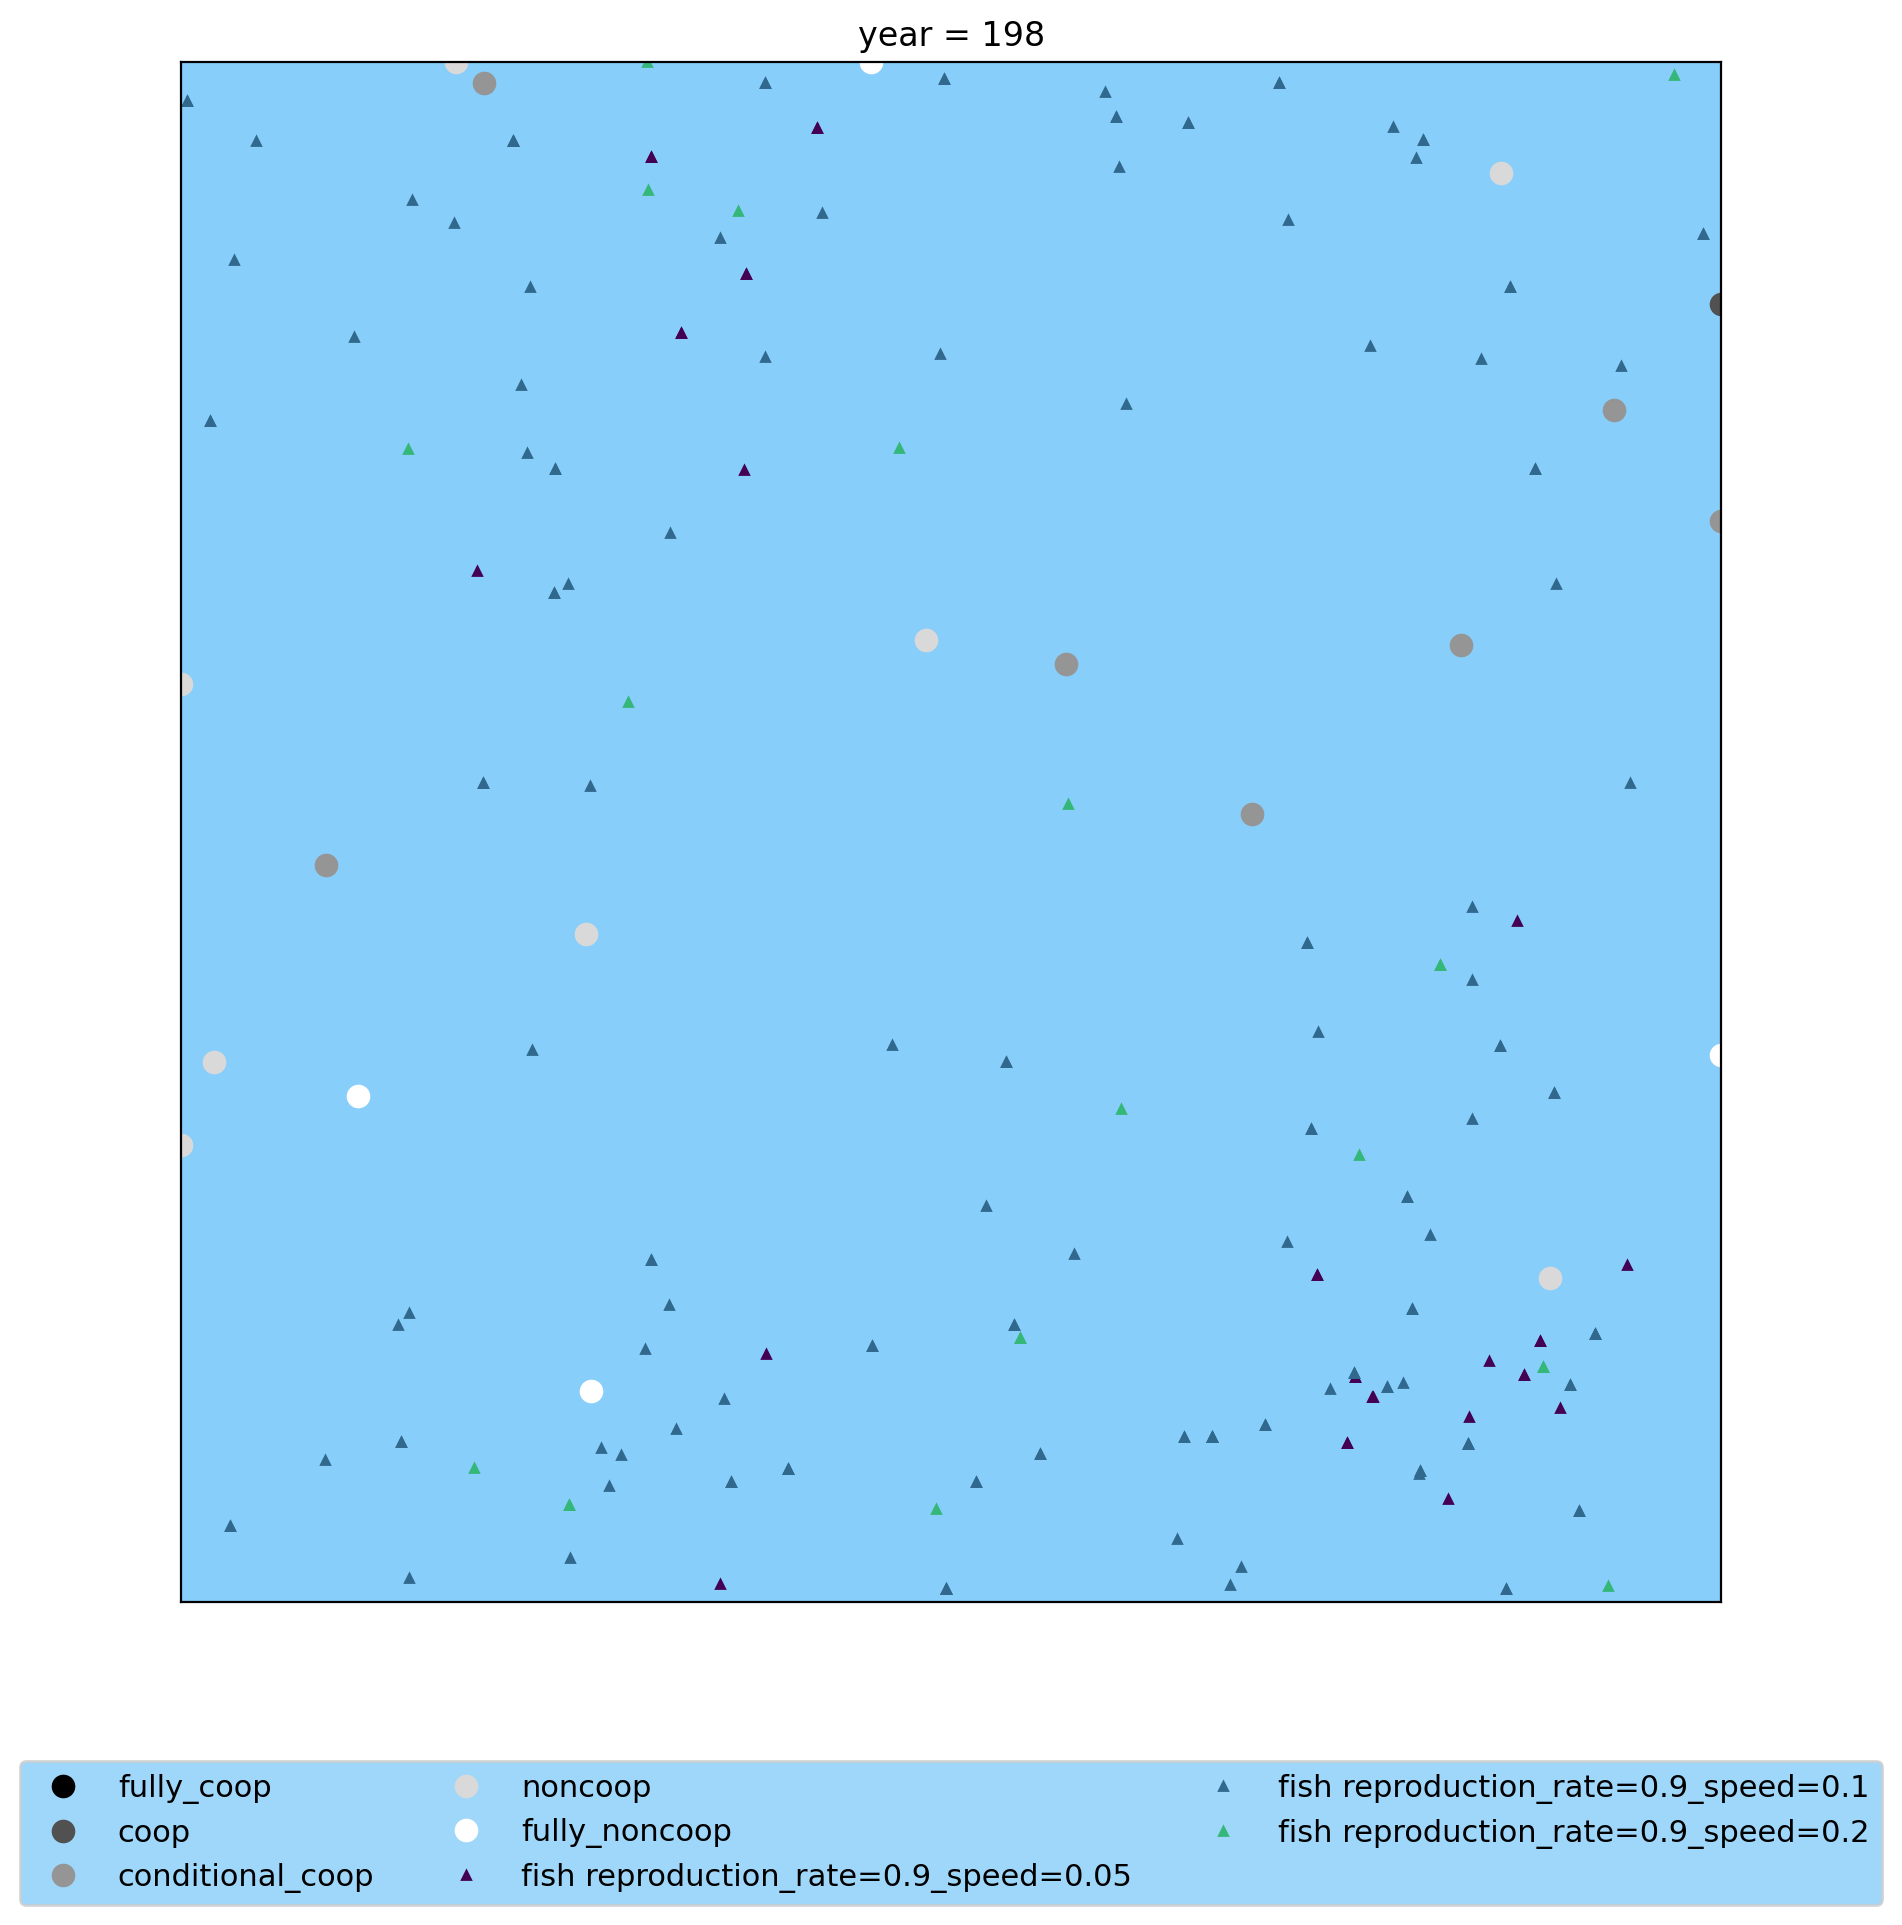 year = 198
fully_coop
coop
conditional_coop
noncoop
fully_noncoop
fish reproduction_rate=0.9_speed=0.05
fish reproduction_rate=0.9_speed=0.1
fish reproduction_rate=0.9_speed=0.2